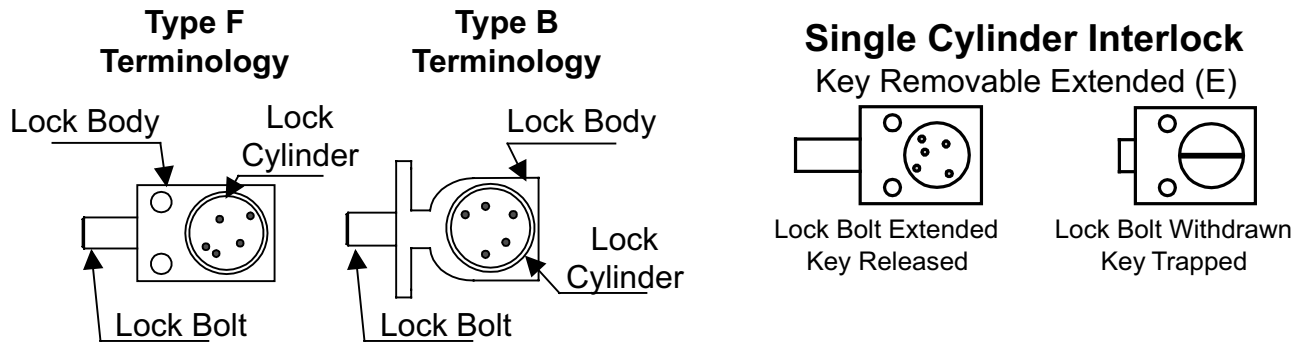 Type F
Terminology
Lock Body
Lock
Cylinder
Lock Bolt
Type B
Terminology
Lock Body
Lock
Cylinder
Lock Bolt
Single Cylinder Interlock
Key Removable Extended (E)
Lock Bolt Extended
Key Released
Lock Bolt Withdrawn
Key Trapped